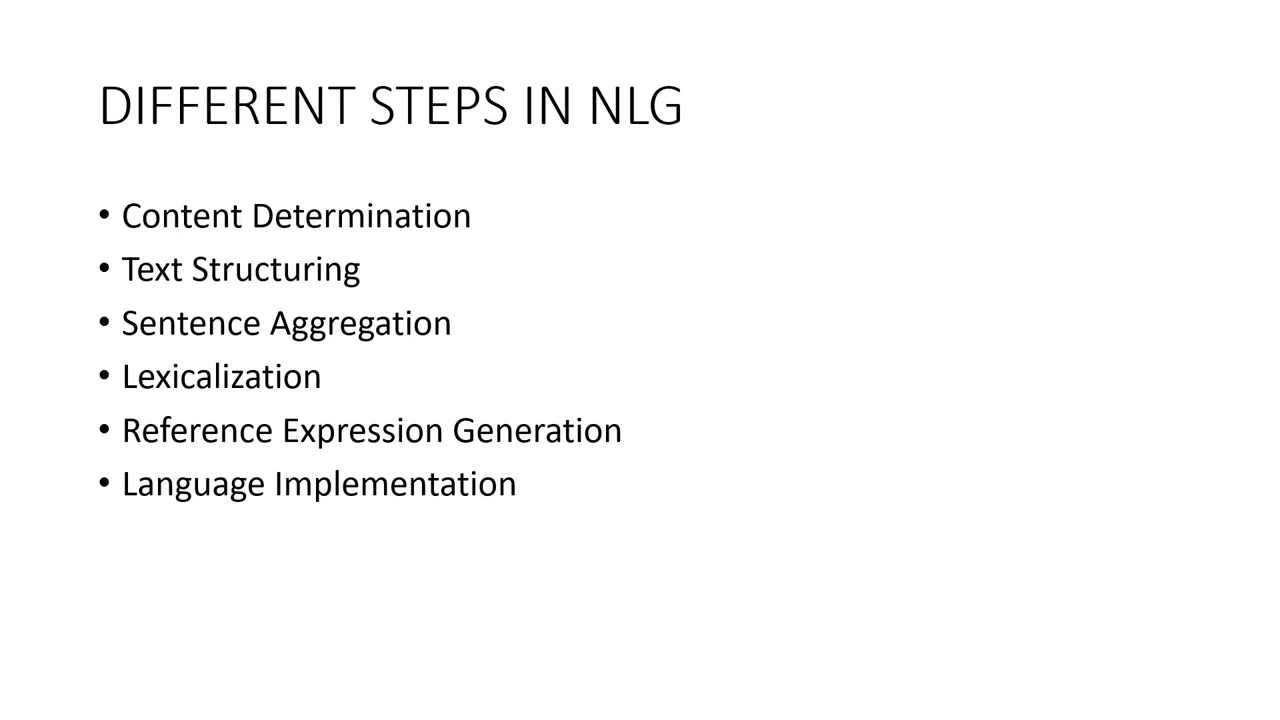 DIFFERENT STEPS IN NLG
• Content Determination
• Text Structuring
• Sentence Aggregation
• Lexicalization
• Reference Expression Generation
• Language Implementation